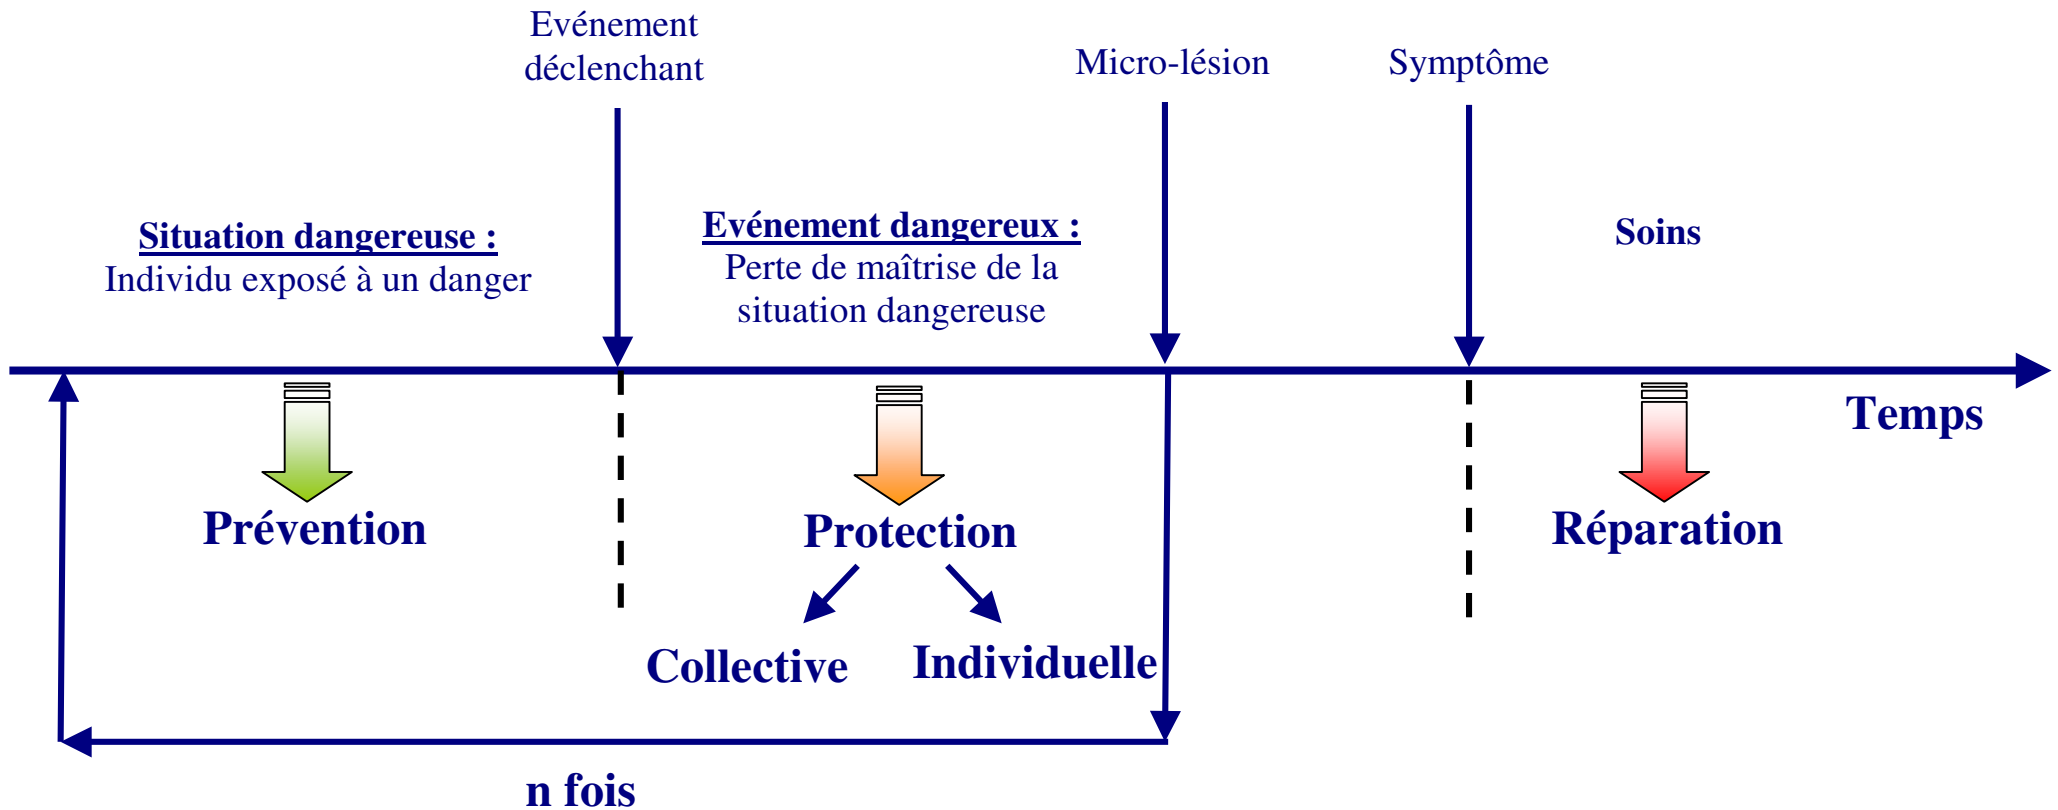 Evénement
déclenchant
Micro-lésion
Symptôme
Situation dangereuse :
Individu exposé à un danger
Evénement dangereux :
Perte de maîtrise de la
situation dangereuse
Soins
Temps
Prévention
Protection
Réparation
Collective
Individuelle
n fois